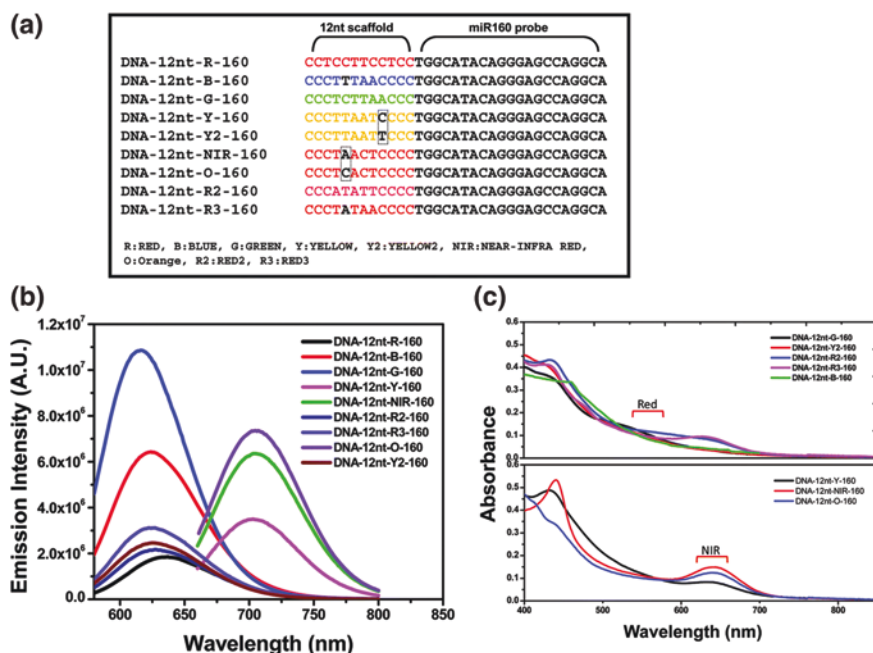 (a)
12nt scaffold miR160 probe
DNA-12nt-R-160 CCTCCTTCCTCCTGGCATACAGGGAGCCAGGCA
DNA-12nt-B-160 CCCTTTAACCCCTGGCATACAGGGAGCCAGGCA
DNA-12nt-G-160 CCCTCTTAACCCTGGCATACAGGGAGCCAGGCA
DNA-12nt-Y-160 CCCTTAATCCCCTGGCATACAGGGAGCCAGGCA
DNA-12nt-Y2-160 CCCTTAATTCCCTGGCATACAGGGAGCCAGGCA
DNA-12nt-NIR-160 CCCTAACTCCCCTGGCATACAGGGAGCCAGGCA
DNA-12nt-O-160 CCCTCACTCCCCTGGCATACAGGGAGCCAGGCA
DNA-12nt-R2-160 CCCATATTCCCCTGGCATACAGGGAGCCAGGCA
DNA-12nt-R3-160 CCCTATAACCCCTGGCATACAGGGAGCCAGGCA
R:RED, B:BLUE, G:GREEN, Y:YELLOW, Y2:YELLOW2, NIR:NEAR-INFRA RED,
O:Orange, R2:RED2, R3:RED3
(b)
Emission Intensity (A.U.)
1.2x10⁷
1.0x10⁷
8.0x10⁶
6.0x10⁶
4.0x10⁶
2.0x10⁶
0.0
600 650 700 750 800 850
Wavelength (nm)
DNA-12nt-R-160
DNA-12nt-B-160
DNA-12nt-G-160
DNA-12nt-Y-160
DNA-12nt-NIR-160
DNA-12nt-R2-160
DNA-12nt-R3-160
DNA-12nt-O-160
DNA-12nt-Y2-160
(c)
Absorbance
0.6
0.5
0.4
0.3
0.2
0.1
0.0
Red
DNA-12nt-G-160
DNA-12nt-Y2-160
DNA-12nt-R2-160
DNA-12nt-R3-160
DNA-12nt-B-160
0.6
0.5
0.4
0.3
0.2
0.1
0.0
NIR
DNA-12nt-Y-160
DNA-12nt-NIR-160
DNA-12nt-O-160
400 500 600 700 800
Wavelength (nm)